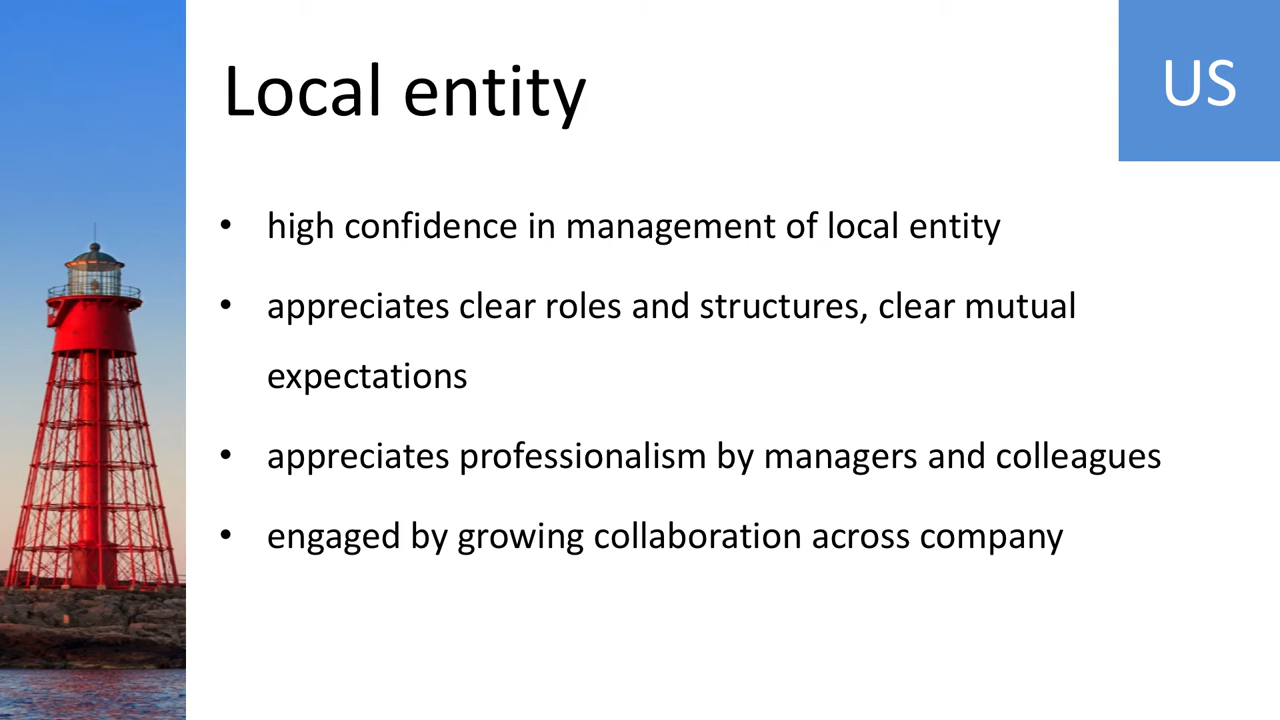 Local entity
US
• high confidence in management of local entity
• appreciates clear roles and structures, clear mutual
expectations
• appreciates professionalism by managers and colleagues
• engaged by growing collaboration across company